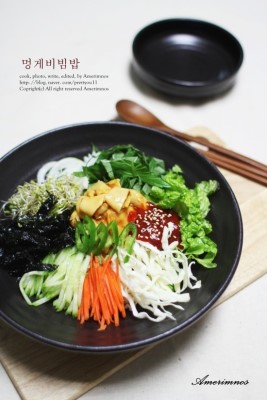 멍게비빔밥
cook, photo, write, edited, by Amerimnos
http://blog.naver.com/prettysu11
Copyright(c) All right reserved Amerimnos
Amerimnos